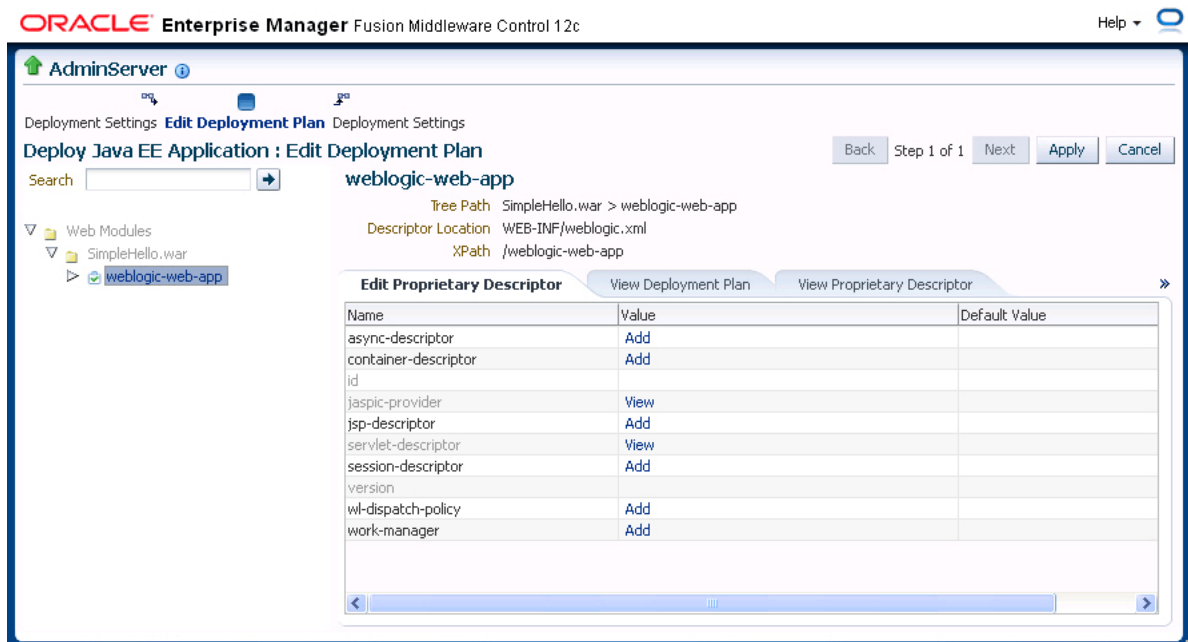 ORACLE Enterprise Manager Fusion Middleware Control 12c
Help
AdminServer
Deployment Settings Edit Deployment Plan Deployment Settings
Deploy Java EE Application : Edit Deployment Plan
Back Step 1 of 1 Next Apply Cancel
Search
Web Modules
SimpleHello.war
weblogic-web-app
weblogic-web-app
Tree Path SimpleHello.war > weblogic-web-app
Descriptor Location WEB-INF/weblogic.xml
XPath /weblogic-web-app
Edit Proprietary Descriptor View Deployment Plan View Proprietary Descriptor »
Name Value Default Value
async-descriptor Add
container-descriptor Add
id
jaspic-provider View
jsp-descriptor Add
servlet-descriptor View
session-descriptor Add
version
wl-dispatch-policy Add
work-manager Add